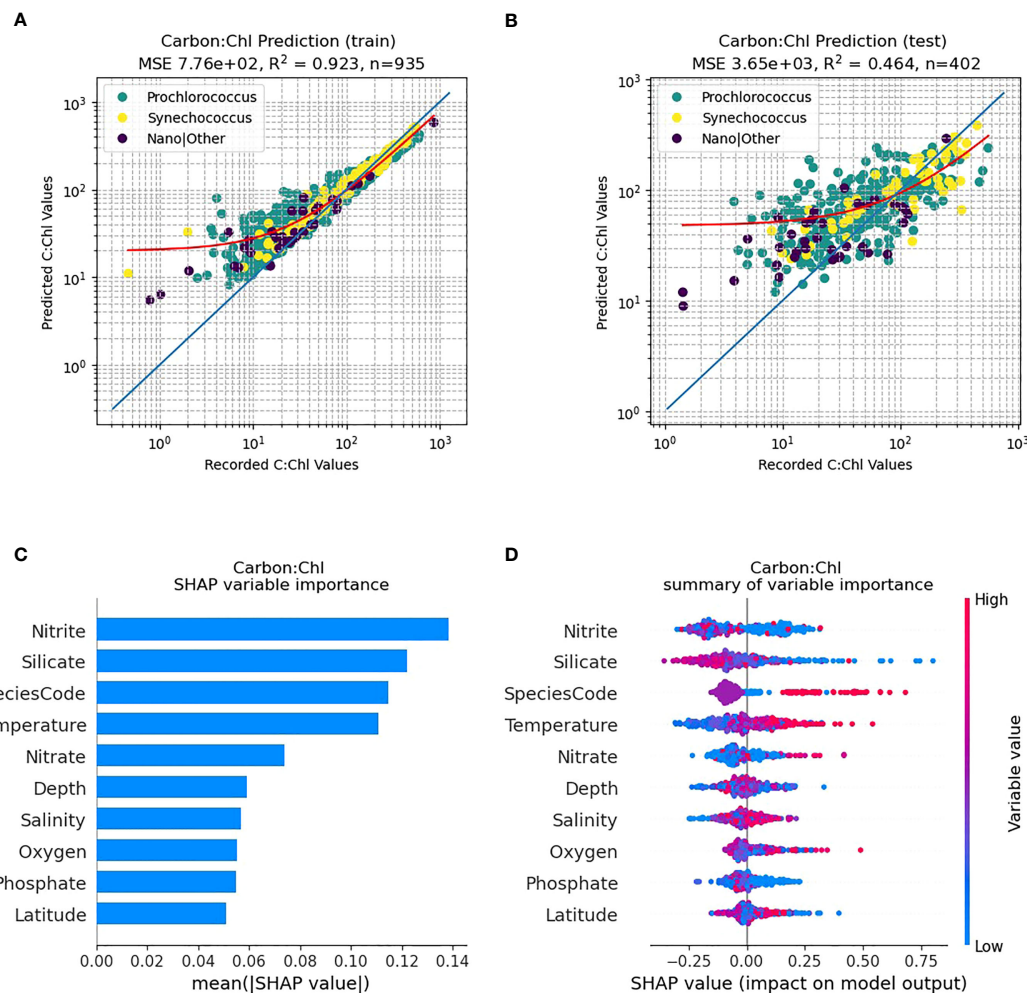 A
Carbon:Chl Prediction (train)
MSE 7.76e+02, R² = 0.923, n=935
Prochlorococcus
Synechococcus
Nano|Other
10³
10²
10¹
10⁰
Predicted C:Chl Values
10⁰ 10¹ 10² 10³
Recorded C:Chl Values
B
Carbon:Chl Prediction (test)
MSE 3.65e+03, R² = 0.464, n=402
Prochlorococcus
Synechococcus
Nano|Other
10³
10²
10¹
10⁰
Predicted C:Chl Values
10⁰ 10¹ 10² 10³
Recorded C:Chl Values
C
Carbon:Chl
SHAP variable importance
Nitrite
Silicate
eciesCode
mperature
Nitrate
Depth
Salinity
Oxygen
Phosphate
Latitude
0.00 0.02 0.04 0.06 0.08 0.10 0.12 0.14
mean(|SHAP value|)
D
Carbon:Chl
summary of variable importance
Nitrite
Silicate
SpeciesCode
Temperature
Nitrate
Depth
Salinity
Oxygen
Phosphate
Latitude
−0.25 0.00 0.25 0.50 0.75
SHAP value (impact on model output)
High
Low
Variable value